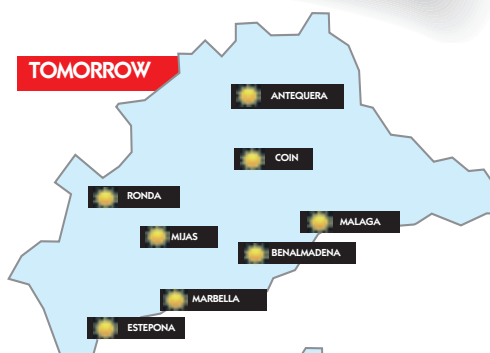 TOMORROW
ANTEQUERA
COIN
RONDA
MALAGA
MIJAS
BENALMADENA
MARBELLA
ESTEPONA